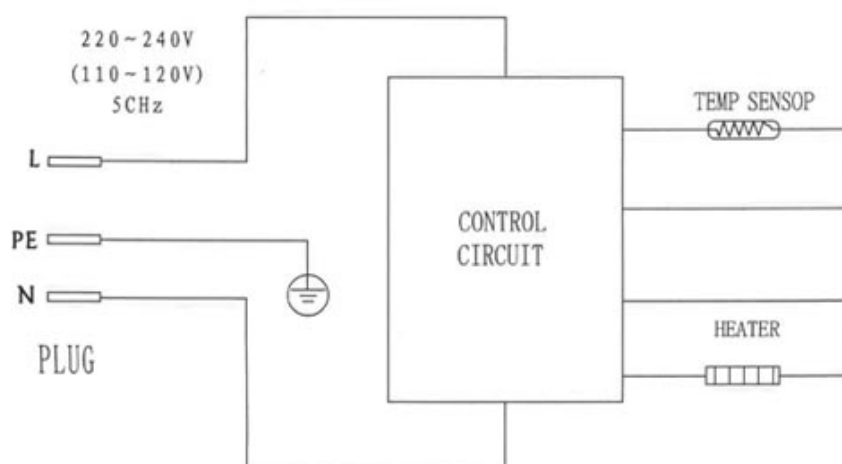 220~240V
(110~120V)
5CHz
L
PE
N
PLUG
CONTROL
CIRCUIT
TEMP SENSOP
HEATER